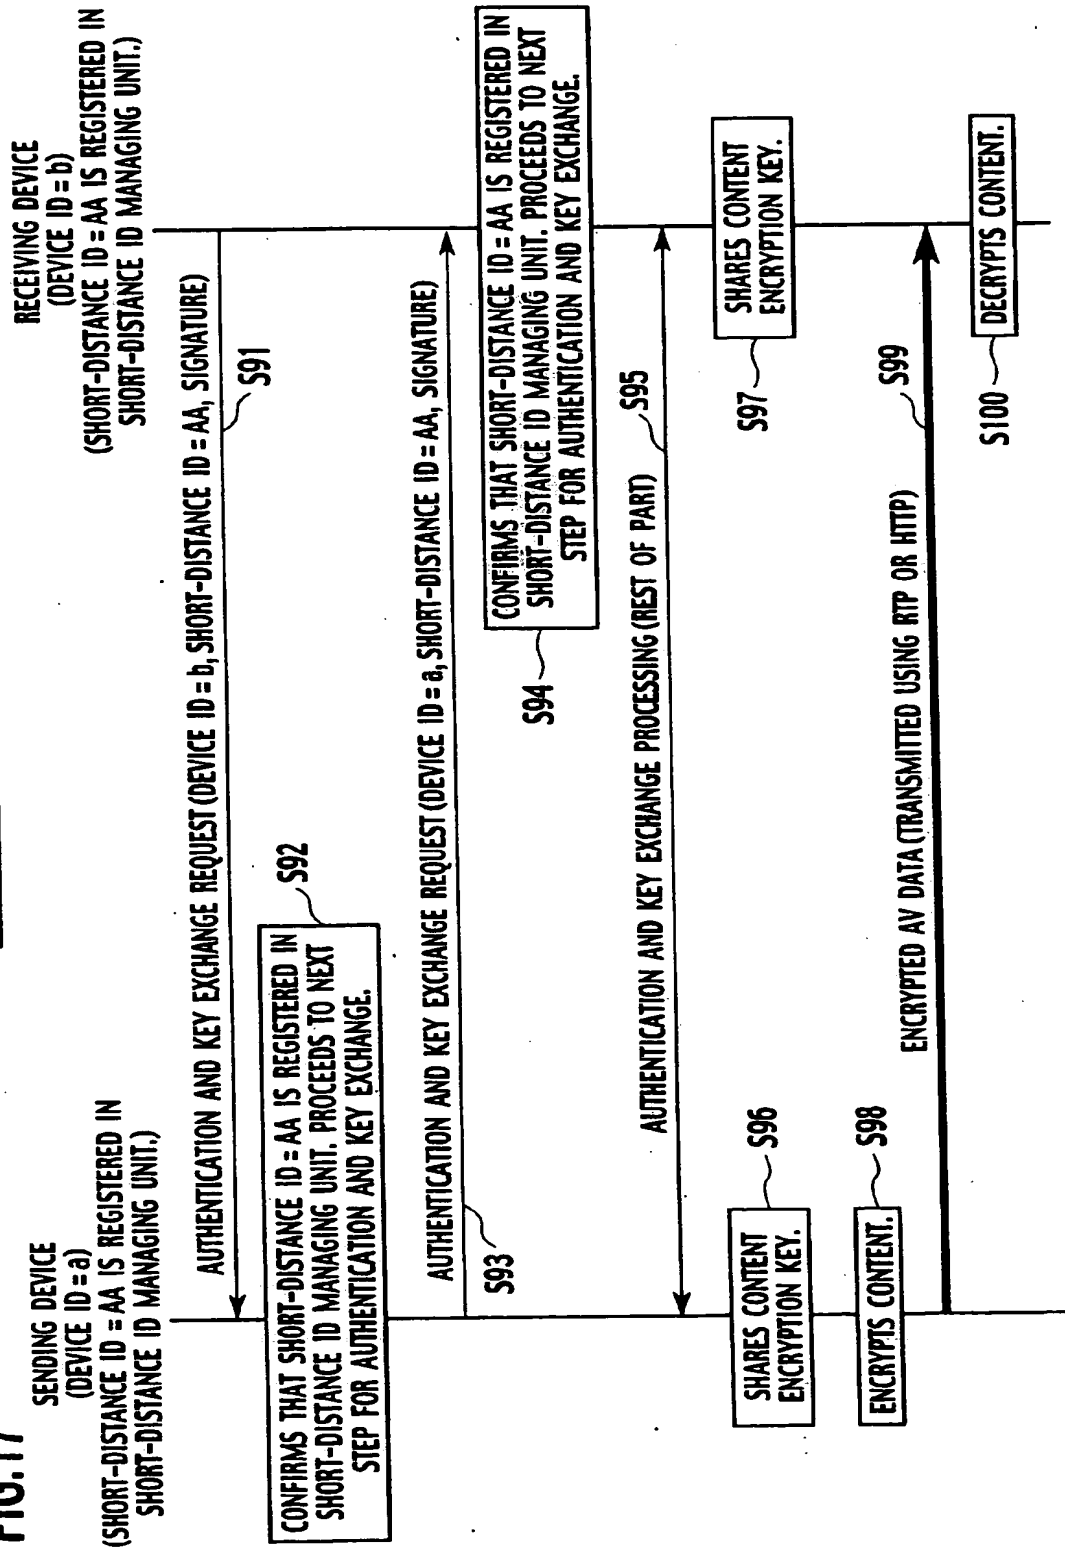 FIG.17
SENDING DEVICE
(DEVICE ID = a)
(SHORT-DISTANCE ID = AA IS REGISTERED IN
SHORT-DISTANCE ID MANAGING UNIT.)
RECEIVING DEVICE
(DEVICE ID = b)
(SHORT-DISTANCE ID = AA IS REGISTERED IN
SHORT-DISTANCE ID MANAGING UNIT.)
AUTHENTICATION AND KEY EXCHANGE REQUEST (DEVICE ID = b, SHORT-DISTANCE ID = AA, SIGNATURE)
S91
CONFIRMS THAT SHORT-DISTANCE ID = AA IS REGISTERED IN
SHORT-DISTANCE ID MANAGING UNIT. PROCEEDS TO NEXT
STEP FOR AUTHENTICATION AND KEY EXCHANGE.
S92
AUTHENTICATION AND KEY EXCHANGE REQUEST (DEVICE ID = a, SHORT-DISTANCE ID = AA, SIGNATURE)
S93
CONFIRMS THAT SHORT-DISTANCE ID = AA IS REGISTERED IN
SHORT-DISTANCE ID MANAGING UNIT. PROCEEDS TO NEXT
STEP FOR AUTHENTICATION AND KEY EXCHANGE.
S94
AUTHENTICATION AND KEY EXCHANGE PROCESSING (REST OF PART)
S95
SHARES CONTENT
ENCRYPTION KEY.
S96
SHARES CONTENT
ENCRYPTION KEY.
S97
ENCRYPTS CONTENT.
S98
ENCRYPTED AV DATA (TRANSMITTED USING RTP OR HTTP)
S99
DECRYPTS CONTENT.
S100